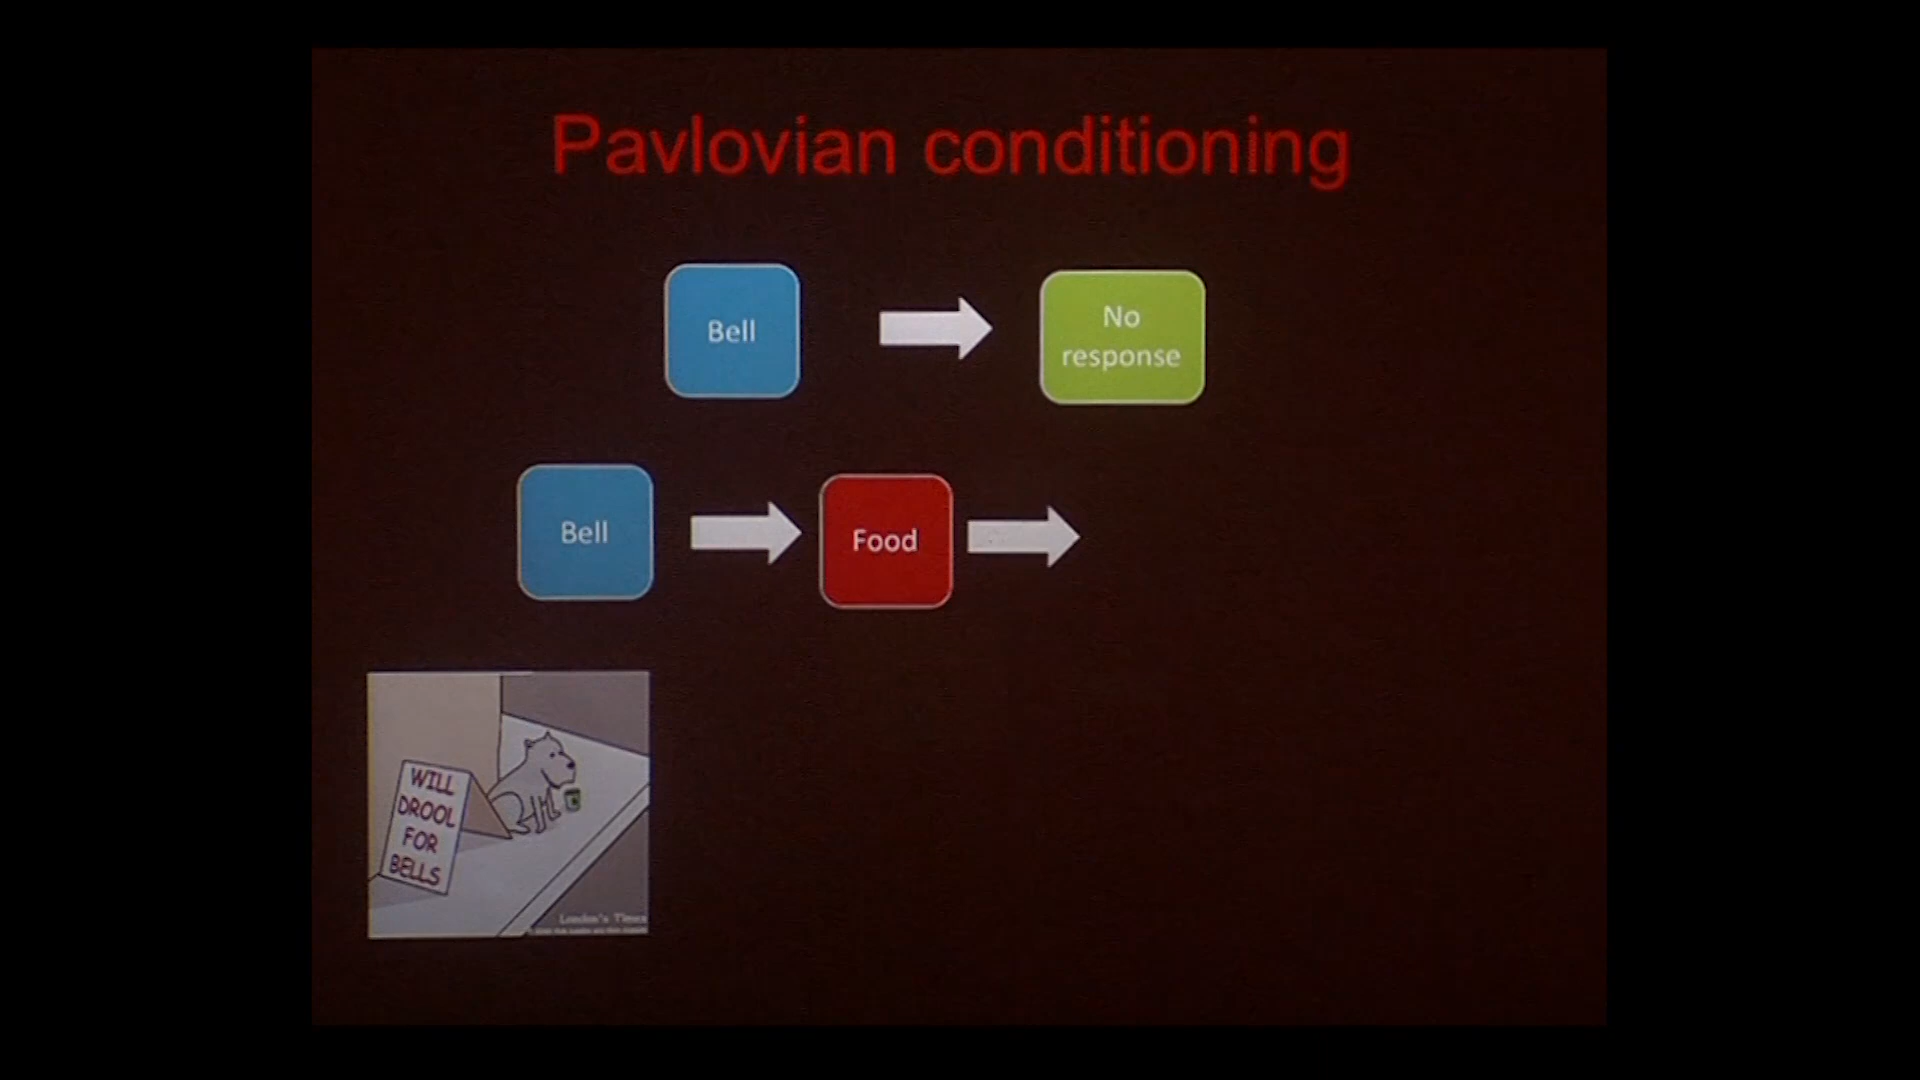 Pavlovian conditioning
Bell
No
response
Bell
Food
WILL
DROOL
FOR
BELLS
London's Times